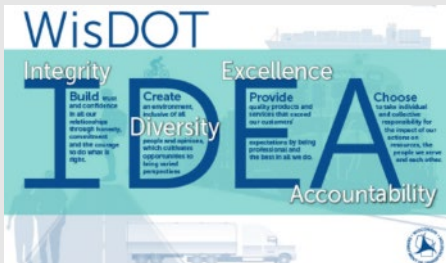 WisDOT
Integrity
Excellence
IDEA
Build trust
and confidence
in all our
relationships
through honesty,
commitment
and the courage
to do what is
right.
Create
an environment,
inclusive of all
Diversity
people and opinions,
which cultivates
opportunities to
bring varied
perspectives
Provide
quality products and
services that exceed
our customers'
expectations by being
professional and
the best in all we do.
Choose
to take individual
and collective
responsibility for
the impact of our
actions on
resources, the
people we serve
and each other.
Accountability